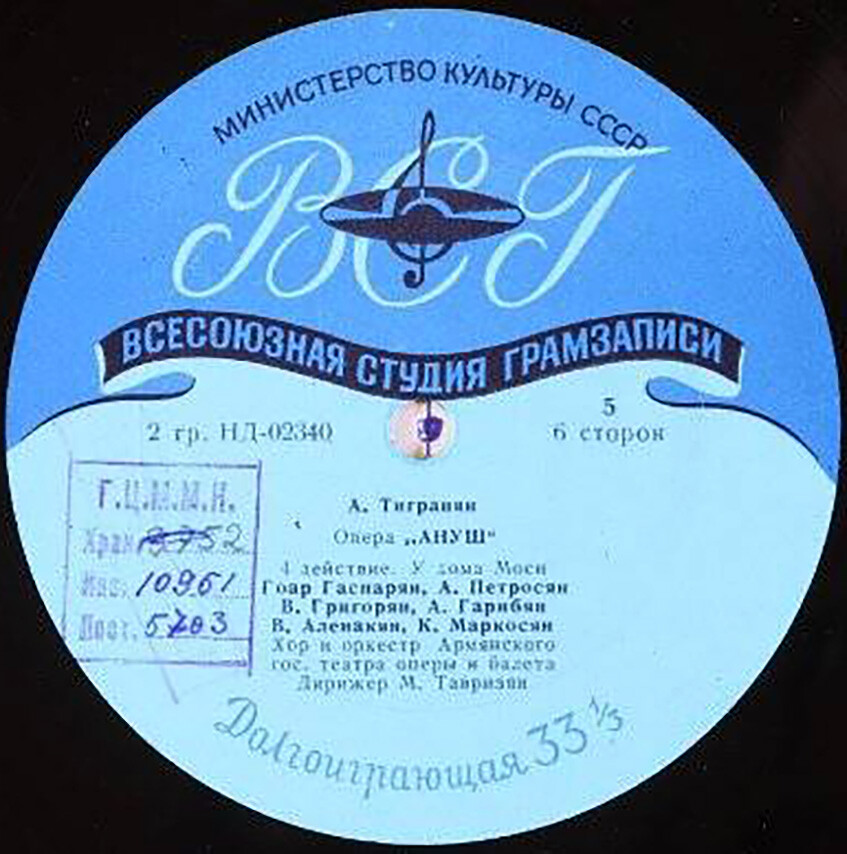 МИНИСТЕРСТВО КУЛЬТУРЫ СССР
ВСГ
ВСЕСОЮЗНАЯ СТУДИЯ ГРАМЗАПИСИ
2 гр. НД-02340
5
6 сторон
Г.Ц.М.М.К.
Хран. 3752
Инв. 10961
Пост. 5703
А. Тигранян
Опера „АНУШ“
4 действие. У дома Моси
Гоар Гаспарян, А. Петросян
В. Григорян, А. Гарибян
В. Аленакян, К. Маркосян
Хор и оркестр Армянского
гос. театра оперы и балета
Дирижер М. Тавризян
Долгоиграющая 33 1/3